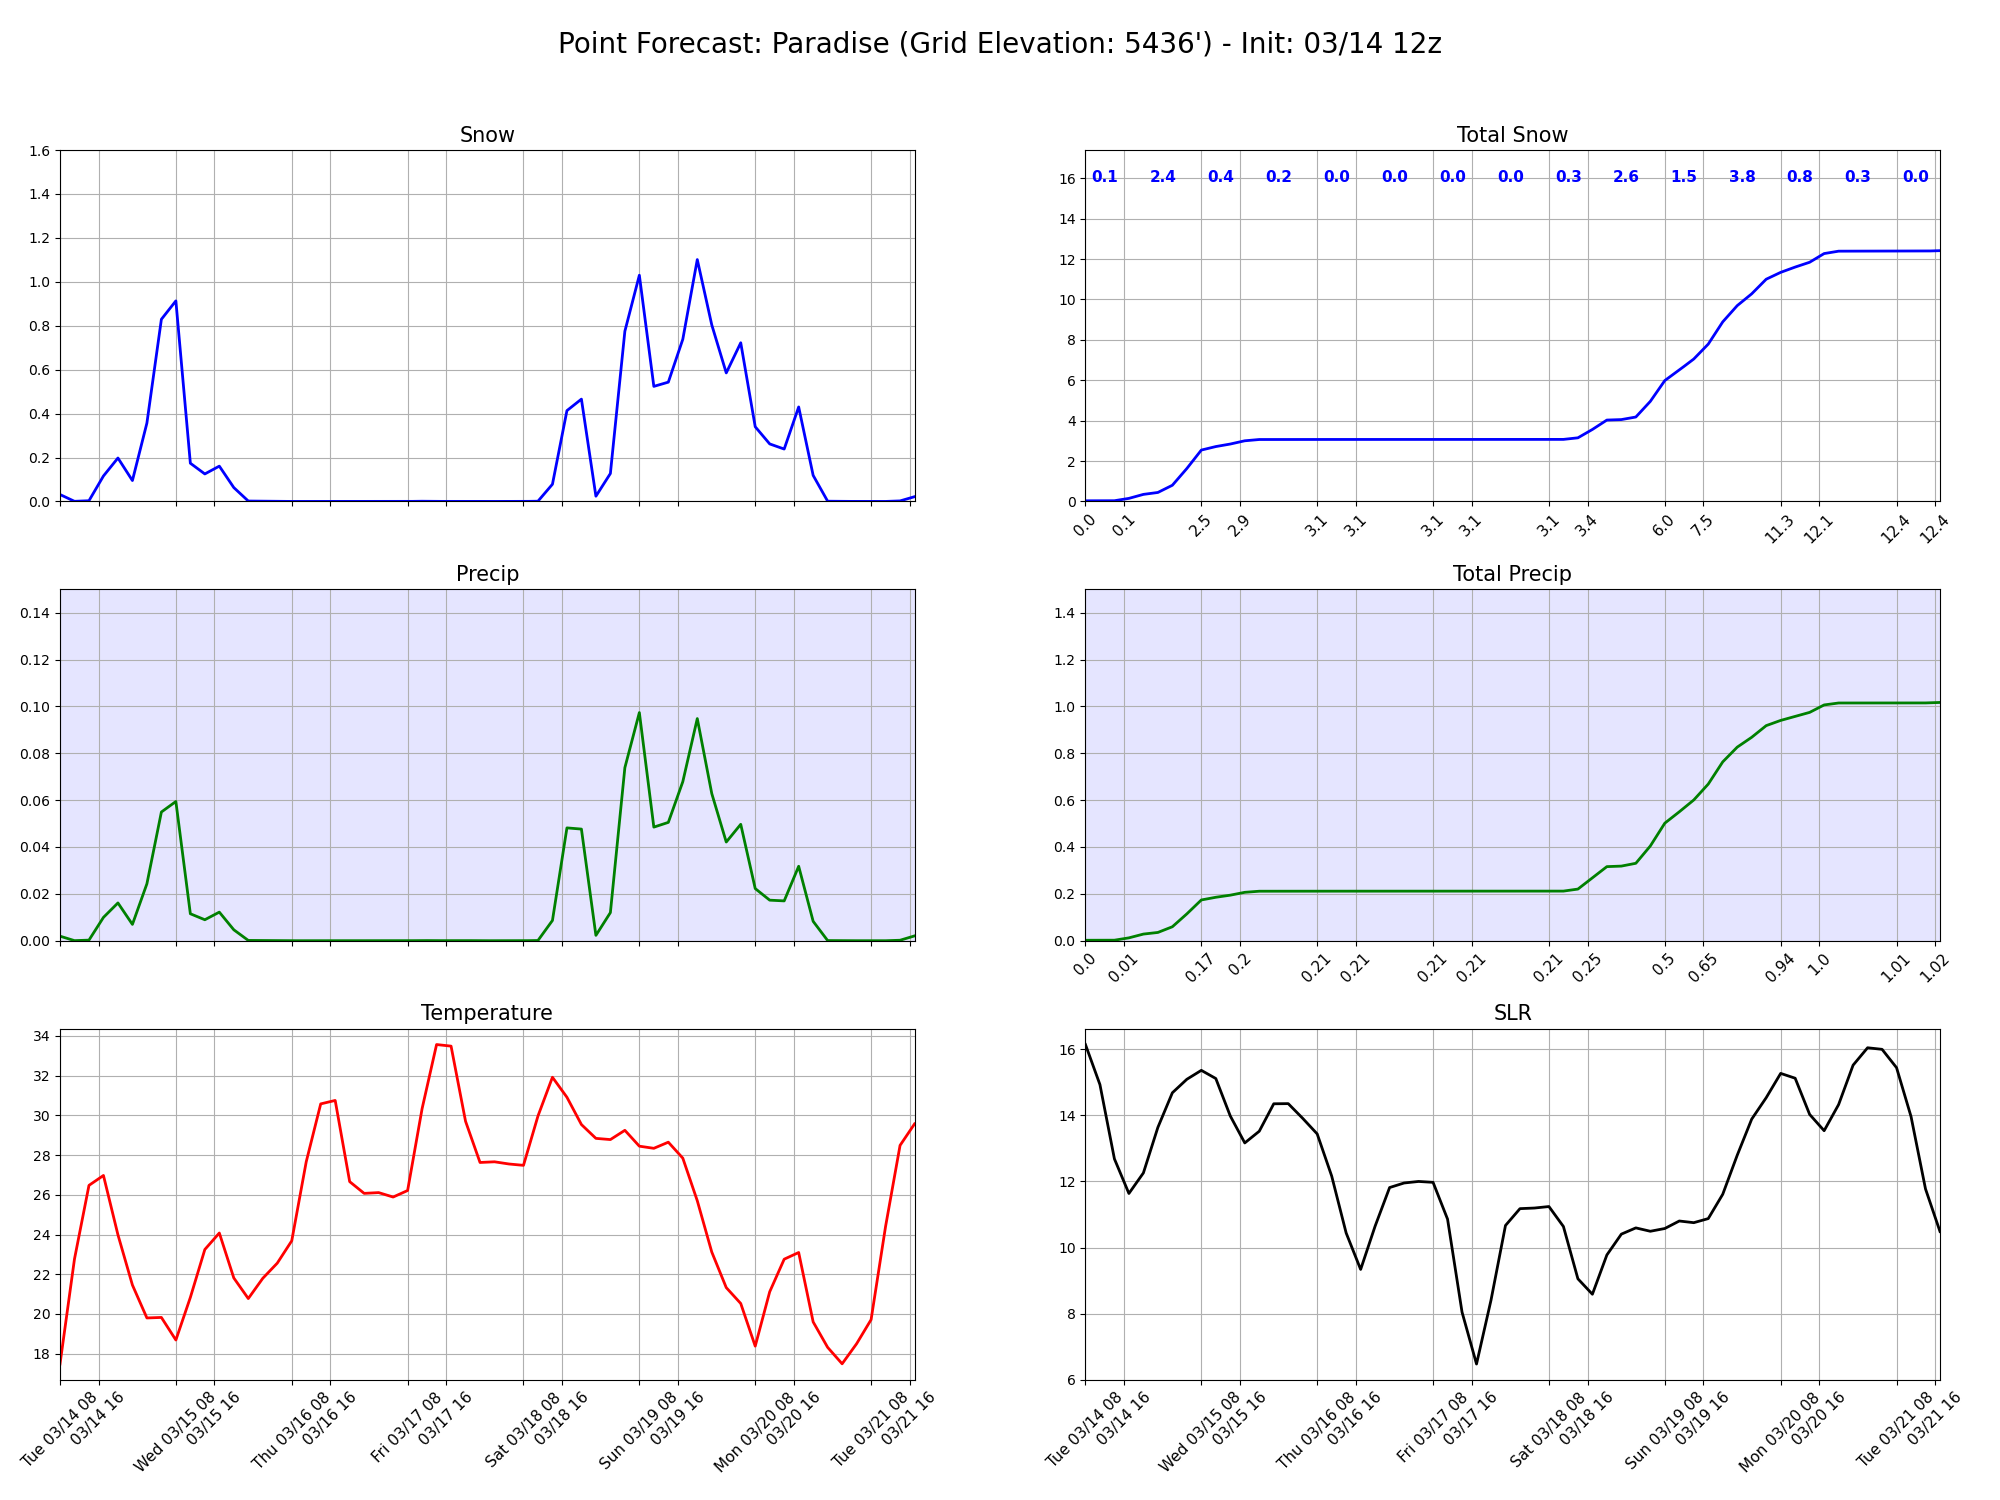 Point Forecast: Paradise (Grid Elevation: 5436') - Init: 03/14 12z
Snow
1.6
1.4
1.2
1.0
0.8
0.6
0.4
0.2
0.0
Total Snow
0.1 2.4 0.4 0.2 0.0 0.0 0.0 0.0 0.3 2.6 1.5 3.8 0.8 0.3 0.0
16
14
12
10
8
6
4
2
0
0.0 0.1 2.5 2.9 3.1 3.1 3.1 3.1 3.1 3.4 6.0 7.5 11.3 12.1 12.4 12.4
Precip
0.14
0.12
0.10
0.08
0.06
0.04
0.02
0.00
Total Precip
1.4
1.2
1.0
0.8
0.6
0.4
0.2
0.0
0.0 0.01 0.17 0.2 0.21 0.21 0.21 0.21 0.21 0.25 0.5 0.65 0.94 1.0 1.01 1.02
Temperature
34
32
30
28
26
24
22
20
18
Tue 03/14 08
03/14 16
Wed 03/15 08
03/15 16
Thu 03/16 08
03/16 16
Fri 03/17 08
03/17 16
Sat 03/18 08
03/18 16
Sun 03/19 08
03/19 16
Mon 03/20 08
03/20 16
Tue 03/21 08
03/21 16
SLR
16
14
12
10
8
6
Tue 03/14 08
03/14 16
Wed 03/15 08
03/15 16
Thu 03/16 08
03/16 16
Fri 03/17 08
03/17 16
Sat 03/18 08
03/18 16
Sun 03/19 08
03/19 16
Mon 03/20 08
03/20 16
Tue 03/21 08
03/21 16